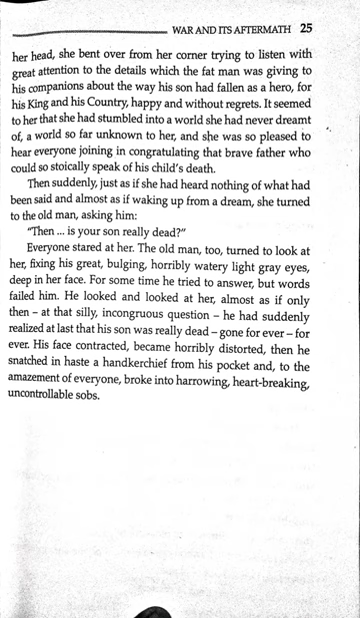 WAR AND ITS AFTERMATH 25
her head, she bent over from her corner trying to listen with
great attention to the details which the fat man was giving to
his companions about the way his son had fallen as a hero, for
his King and his Country, happy and without regrets. It seemed
to her that she had stumbled into a world she had never dreamt
of, a world so far unknown to her, and she was so pleased to
hear everyone joining in congratulating that brave father who
could so stoically speak of his child's death.
Then suddenly, just as if she had heard nothing of what had
been said and almost as if waking up from a dream, she turned
to the old man, asking him:
"Then ... is your son really dead?"
Everyone stared at her. The old man, too, turned to look at
her, fixing his great, bulging, horribly watery light gray eyes,
deep in her face. For some time he tried to answer, but words
failed him. He looked and looked at her, almost as if only
then – at that silly, incongruous question – he had suddenly
realized at last that his son was really dead – gone for ever – for
ever. His face contracted, became horribly distorted, then he
snatched in haste a handkerchief from his pocket and, to the
amazement of everyone, broke into harrowing, heart-breaking,
uncontrollable sobs.